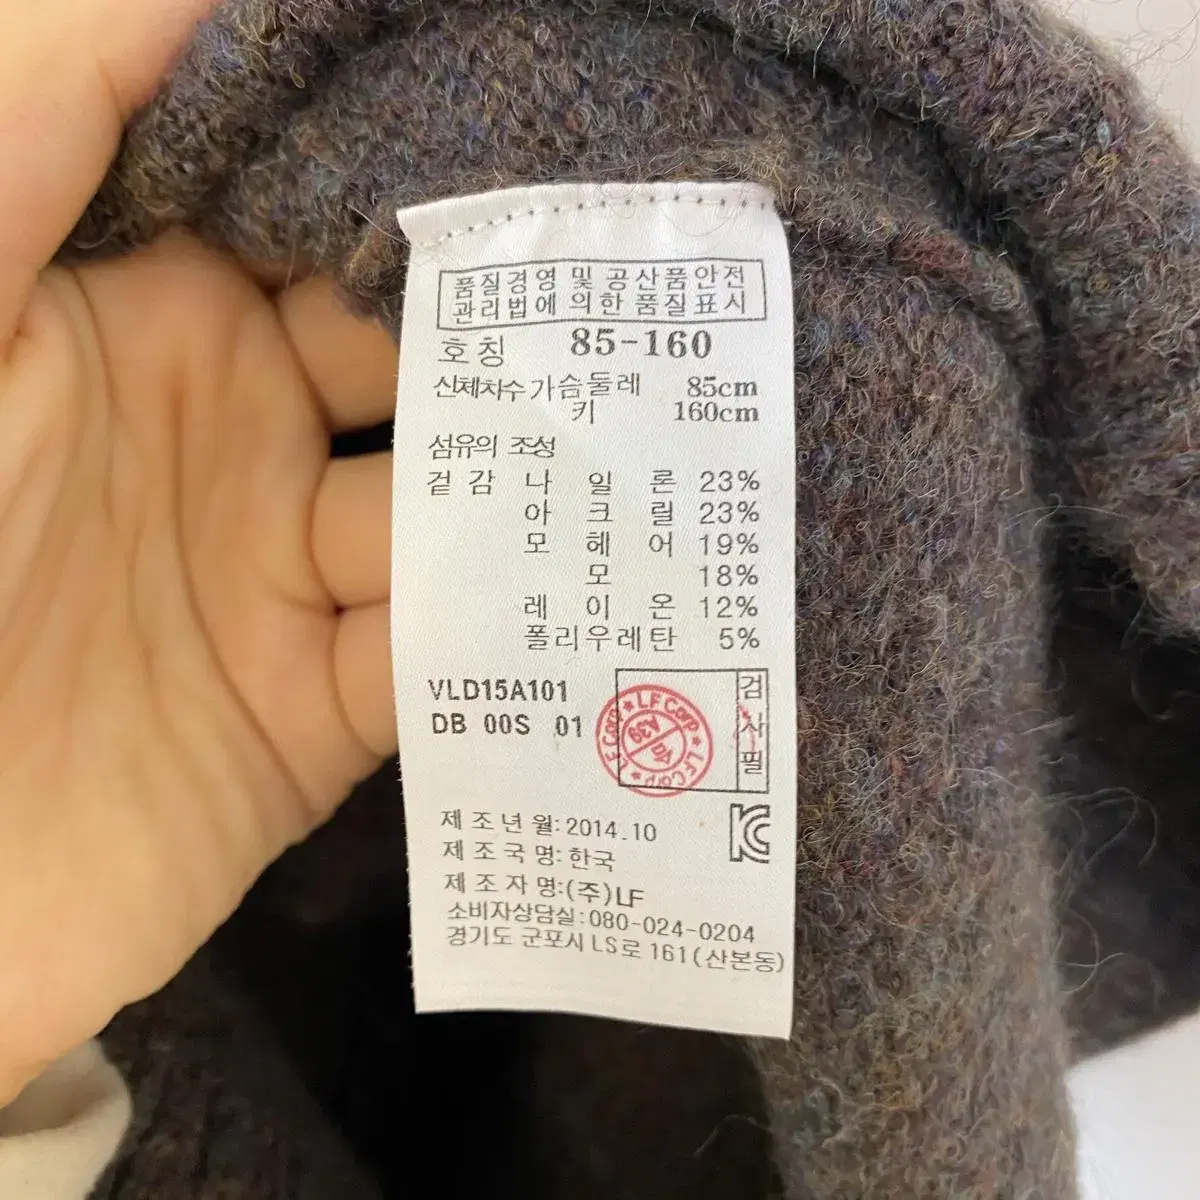 품질경영 및 공산품안전
관리법에 의한 품질표시
호칭 85-160
신체치수 가슴둘레 85cm
키 160cm
섬유의 조성
겉감 나일론 23%
아크릴 23%
모헤어 19%
모 18%
레이온 12%
폴리우레탄 5%
VLD15A101
DB 00S 01
LF Corp ★ LF Corp ★ LF Corp ★
A39
검사필
제조년월:2014.10
제조국명:한국
제조자명:(주)LF
소비자상담실:080-024-0204
경기도 군포시 LS로 161(산본동)